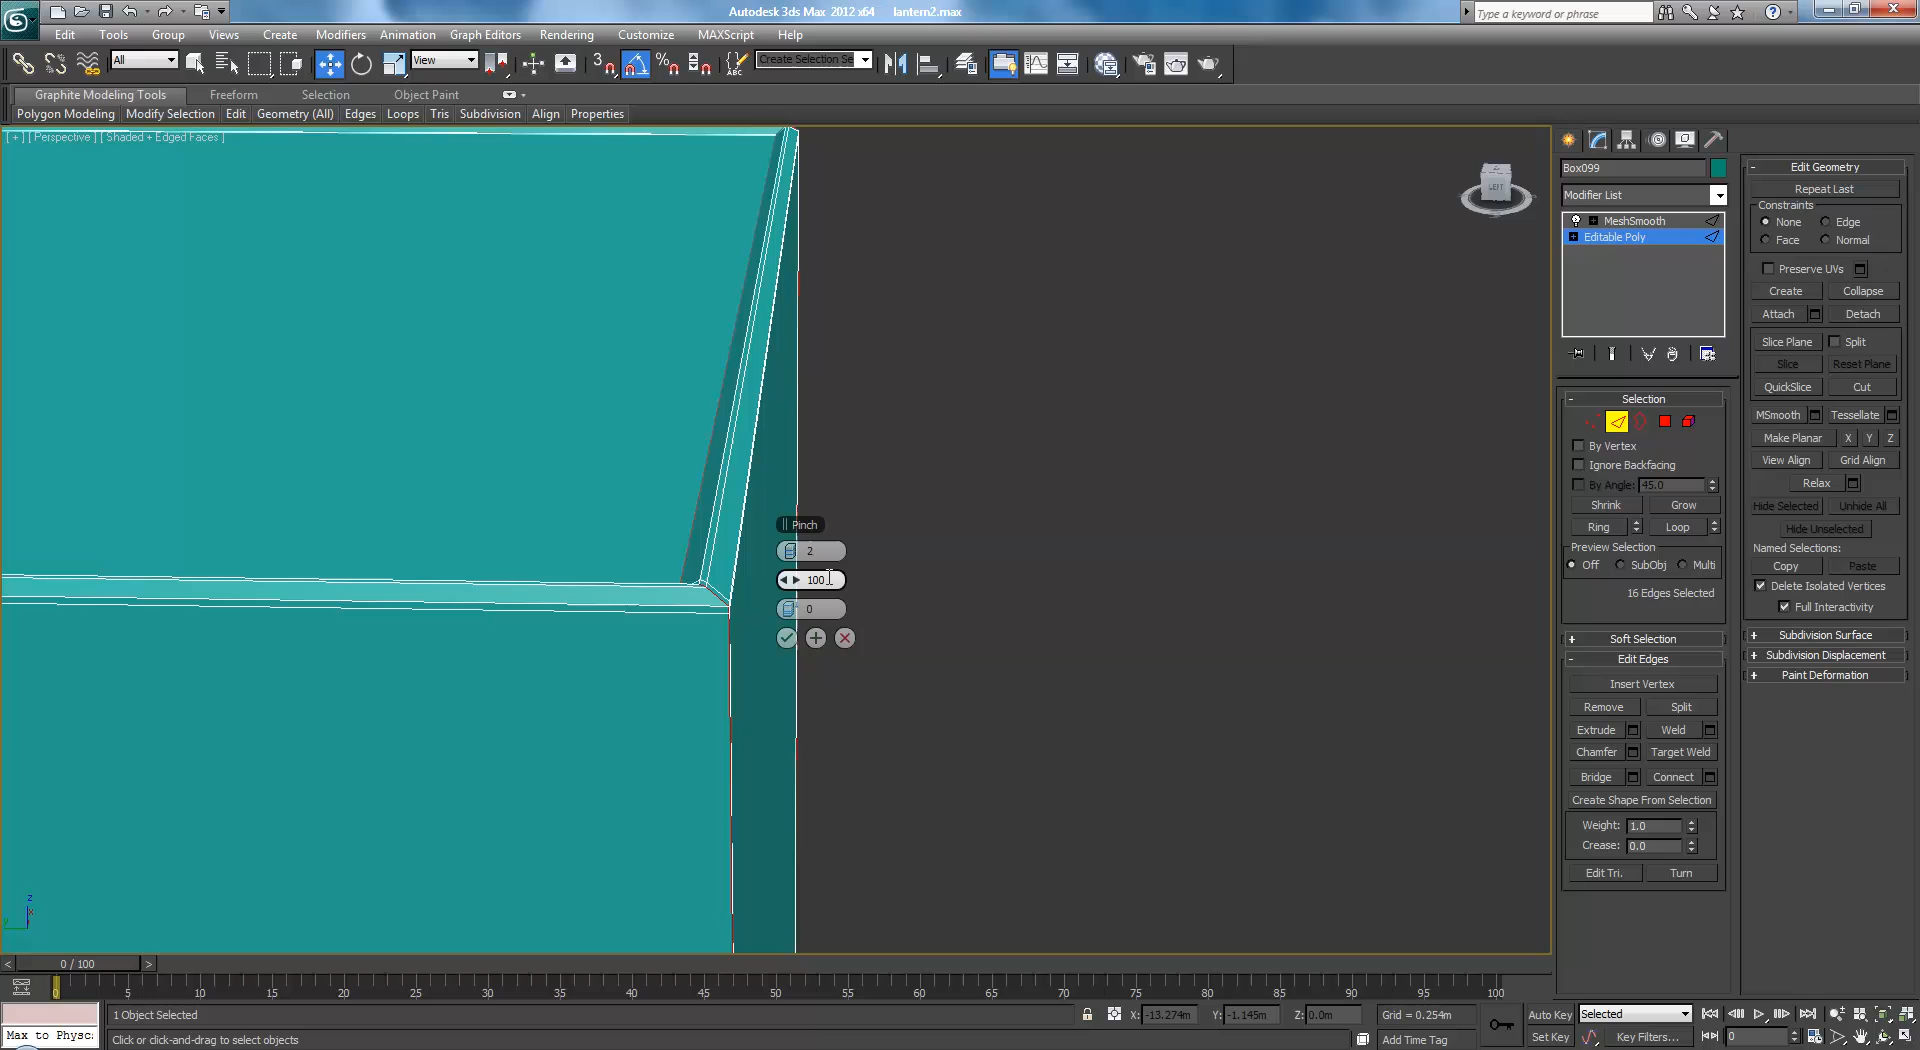 Autodesk 3ds Max 2012 x64 lantern2.max
Type a keyword or phrase
Edit Tools Group Views Create Modifiers Animation Graph Editors Rendering Customize MAXScript Help
All View 3 Create Selection Se
Graphite Modeling Tools Freeform Selection Object Paint
Polygon Modeling Modify Selection Edit Geometry (All) Edges Loops Tris Subdivision Align Properties
[ + ] [ Perspective ] [ Shaded + Edged Faces ]
LEFT
Pinch
2
100
0
z
x
y
Box099
Modifier List
MeshSmooth
Editable Poly
Selection
By Vertex
Ignore Backfacing
By Angle: 45.0
Shrink Grow
Ring Loop
Preview Selection
Off SubObj Multi
16 Edges Selected
Soft Selection
Edit Edges
Insert Vertex
Remove Split
Extrude Weld
Chamfer Target Weld
Bridge Connect
Create Shape From Selection
Weight: 1.0
Crease: 0.0
Edit Tri. Turn
Edit Geometry
Repeat Last
Constraints
None Edge
Face Normal
Preserve UVs
Create Collapse
Attach Detach
Slice Plane Split
Slice Reset Plane
QuickSlice Cut
MSmooth Tessellate
Make Planar X Y Z
View Align Grid Align
Relax
Hide Selected Unhide All
Hide Unselected
Named Selections:
Copy Paste
Delete Isolated Vertices
Full Interactivity
Subdivision Surface
Subdivision Displacement
Paint Deformation
< 0 / 100 >
0 5 10 15 20 25 30 35 40 45 50 55 60 65 70 75 80 85 90 95 100
1 Object Selected X: -13.274m Y: -1.145m Z: 0.0m Grid = 0.254m Auto Key Selected
Max to Physc: Click or click-and-drag to select objects Add Time Tag Set Key Key Filters... 0